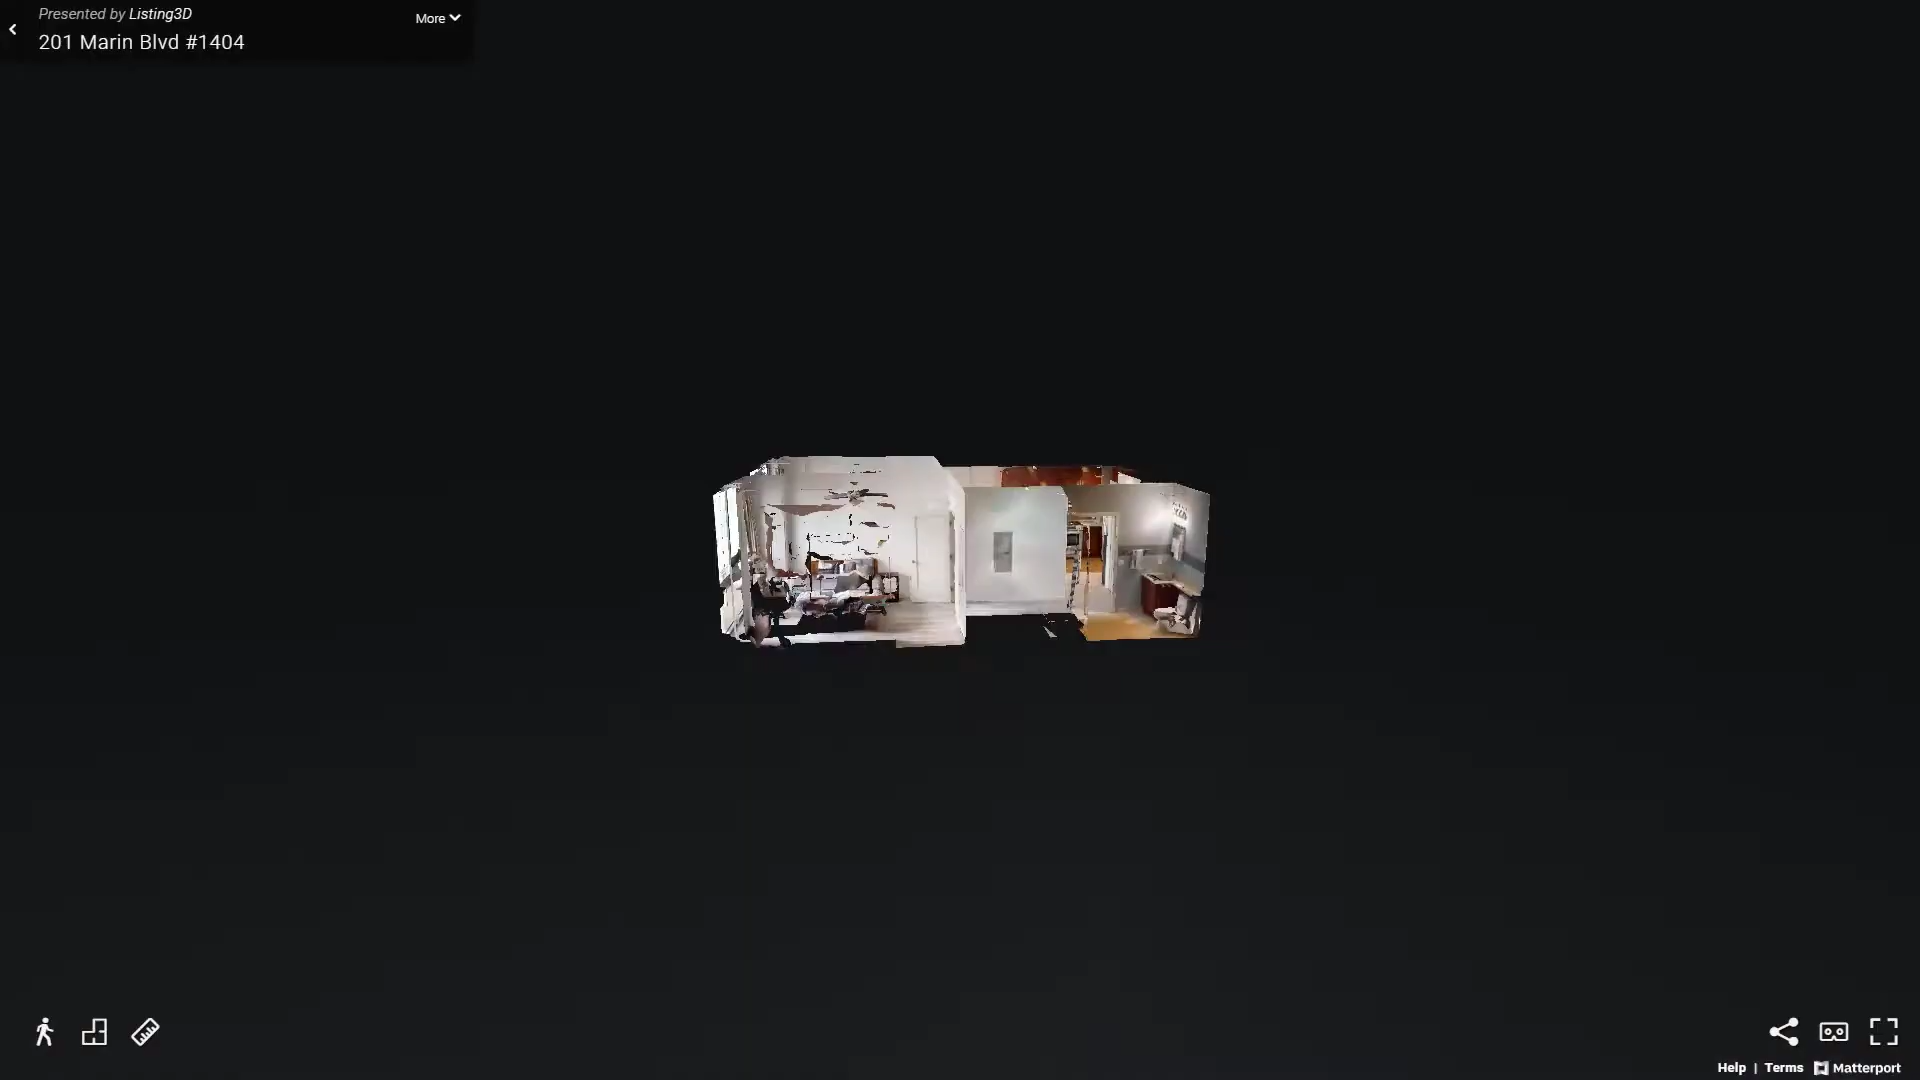 Presented by Listing3D
More
201 Marin Blvd #1404
Help | Terms Matterport